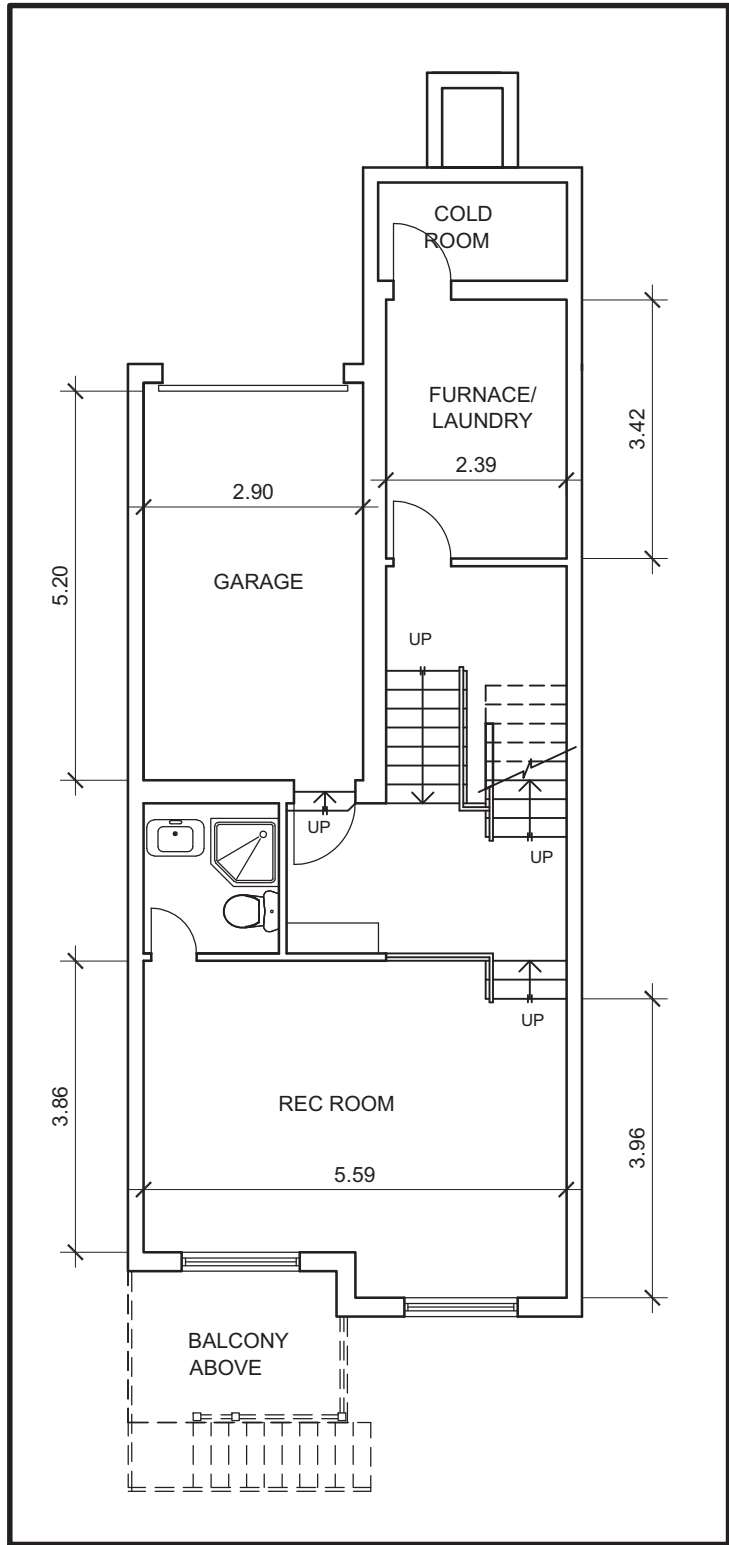 COLD
ROOM
FURNACE/
LAUNDRY
3.42
2.39
2.90
5.20
GARAGE
UP
UP
UP
UP
3.86
REC ROOM
3.96
5.59
BALCONY
ABOVE